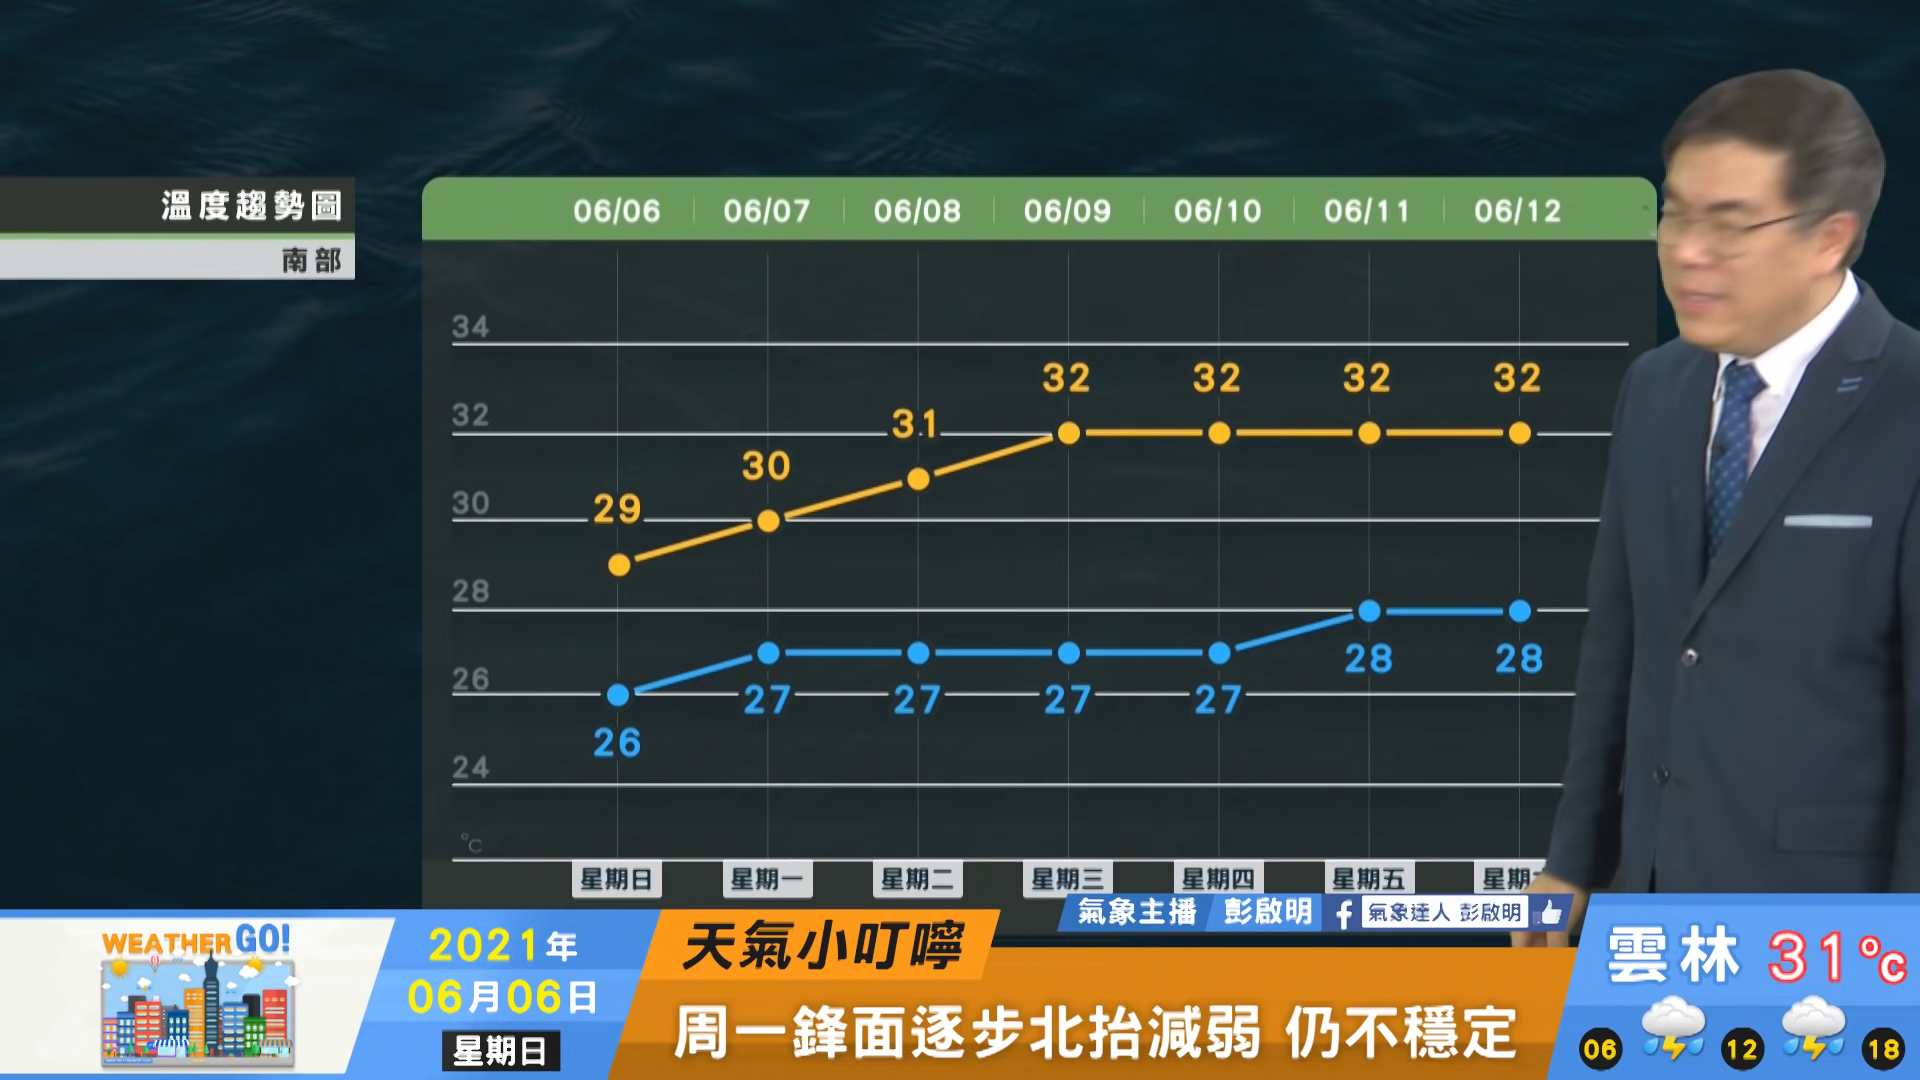 溫度趨勢圖
南部
06/06 06/07 06/08 06/09 06/10 06/11 06/12
34
32 32 32 32
32
31
30
30
29
28
28 28
26
27 27 27 27
26
24
°C
星期日 星期一 星期二 星期三 星期四 星期五 星期
氣象主播 彭啟明 f 氣象達人 彭啟明
WEATHER GO!
2021年
06月06日
星期日
天氣小叮嚀
周一鋒面逐步北抬減弱 仍不穩定
雲林 31°C
06 12 18